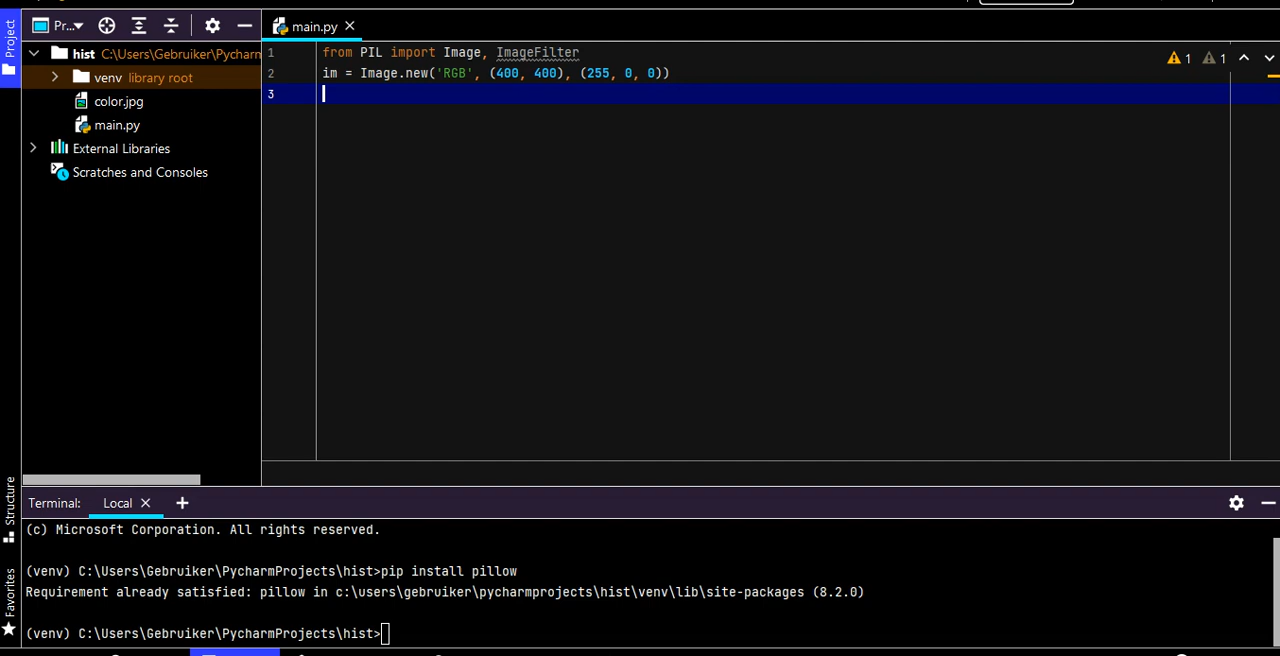 Pr...
main.py
Project
hist C:\Users\Gebruiker\Pycharm
venv library root
color.jpg
main.py
External Libraries
Scratches and Consoles
1 from PIL import Image, ImageFilter
2 im = Image.new('RGB', (400, 400), (255, 0, 0))
3
1 1
Structure
Favorites
Terminal: Local
(c) Microsoft Corporation. All rights reserved.
(venv) C:\Users\Gebruiker\PycharmProjects\hist>pip install pillow
Requirement already satisfied: pillow in c:\users\gebruiker\pycharmprojects\hist\venv\lib\site-packages (8.2.0)
(venv) C:\Users\Gebruiker\PycharmProjects\hist>